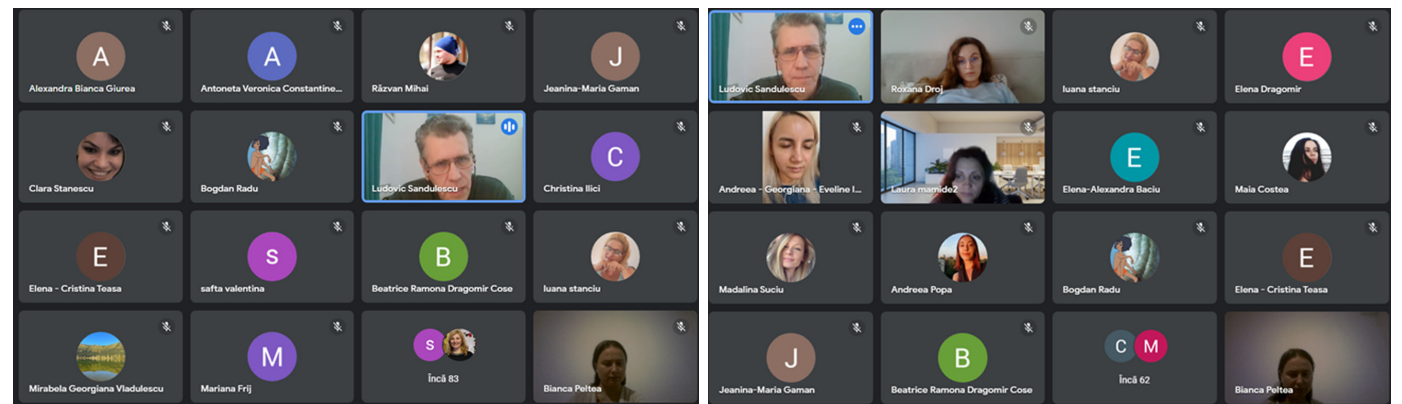 A
Alexandra Bianca Giurea
A
Antoneta Veronica Constantine...
Răzvan Mihai
J
Jeanina-Maria Gaman
Clara Stanescu
Bogdan Radu
Ludovic Sandulescu
C
Christina Ilici
E
Elena - Cristina Teasa
s
safta valentina
B
Beatrice Ramona Dragomir Cose
Iuana stanciu
Mirabela Georgiana Vladulescu
M
Mariana Frij
S
Încă 83
Bianca Peltea
Ludovic Sandulescu
Roxana Droj
Iuana stanciu
E
Elena Dragomir
Andreea - Georgiana - Eveline I...
Laura mamide2
E
Elena-Alexandra Baciu
Maia Costea
Madalina Suciu
Andreea Popa
Bogdan Radu
E
Elena - Cristina Teasa
J
Jeanina-Maria Gaman
B
Beatrice Ramona Dragomir Cose
C M
Încă 62
Bianca Peltea